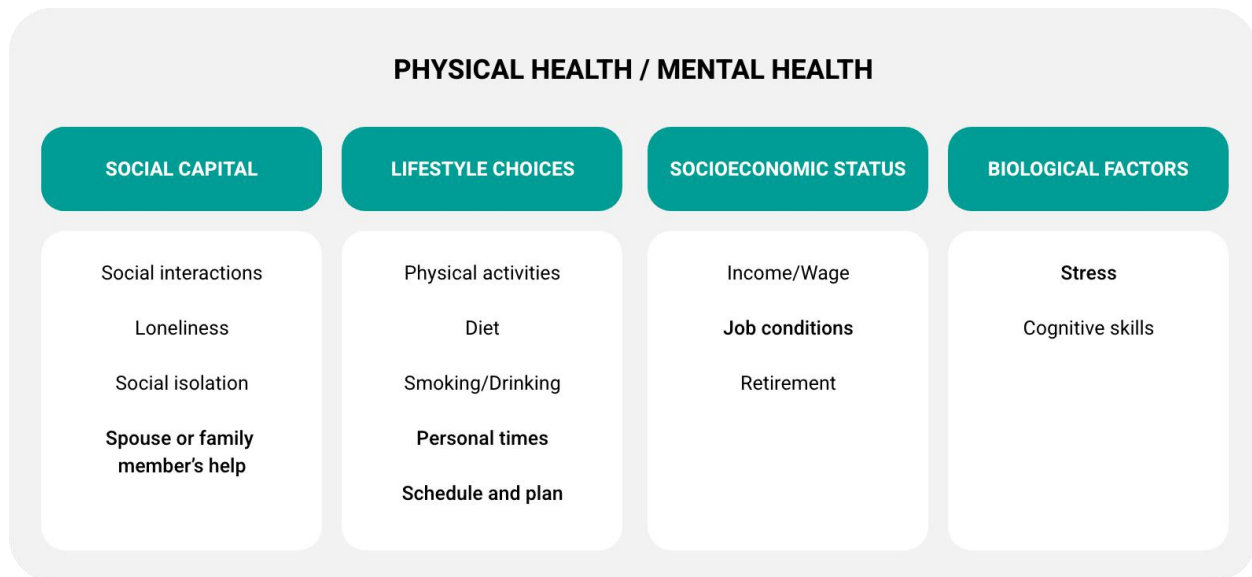 PHYSICAL HEALTH / MENTAL HEALTH
SOCIAL CAPITAL
Social interactions
Loneliness
Social isolation
Spouse or family
member’s help
LIFESTYLE CHOICES
Physical activities
Diet
Smoking/Drinking
Personal times
Schedule and plan
SOCIOECONOMIC STATUS
Income/Wage
Job conditions
Retirement
BIOLOGICAL FACTORS
Stress
Cognitive skills